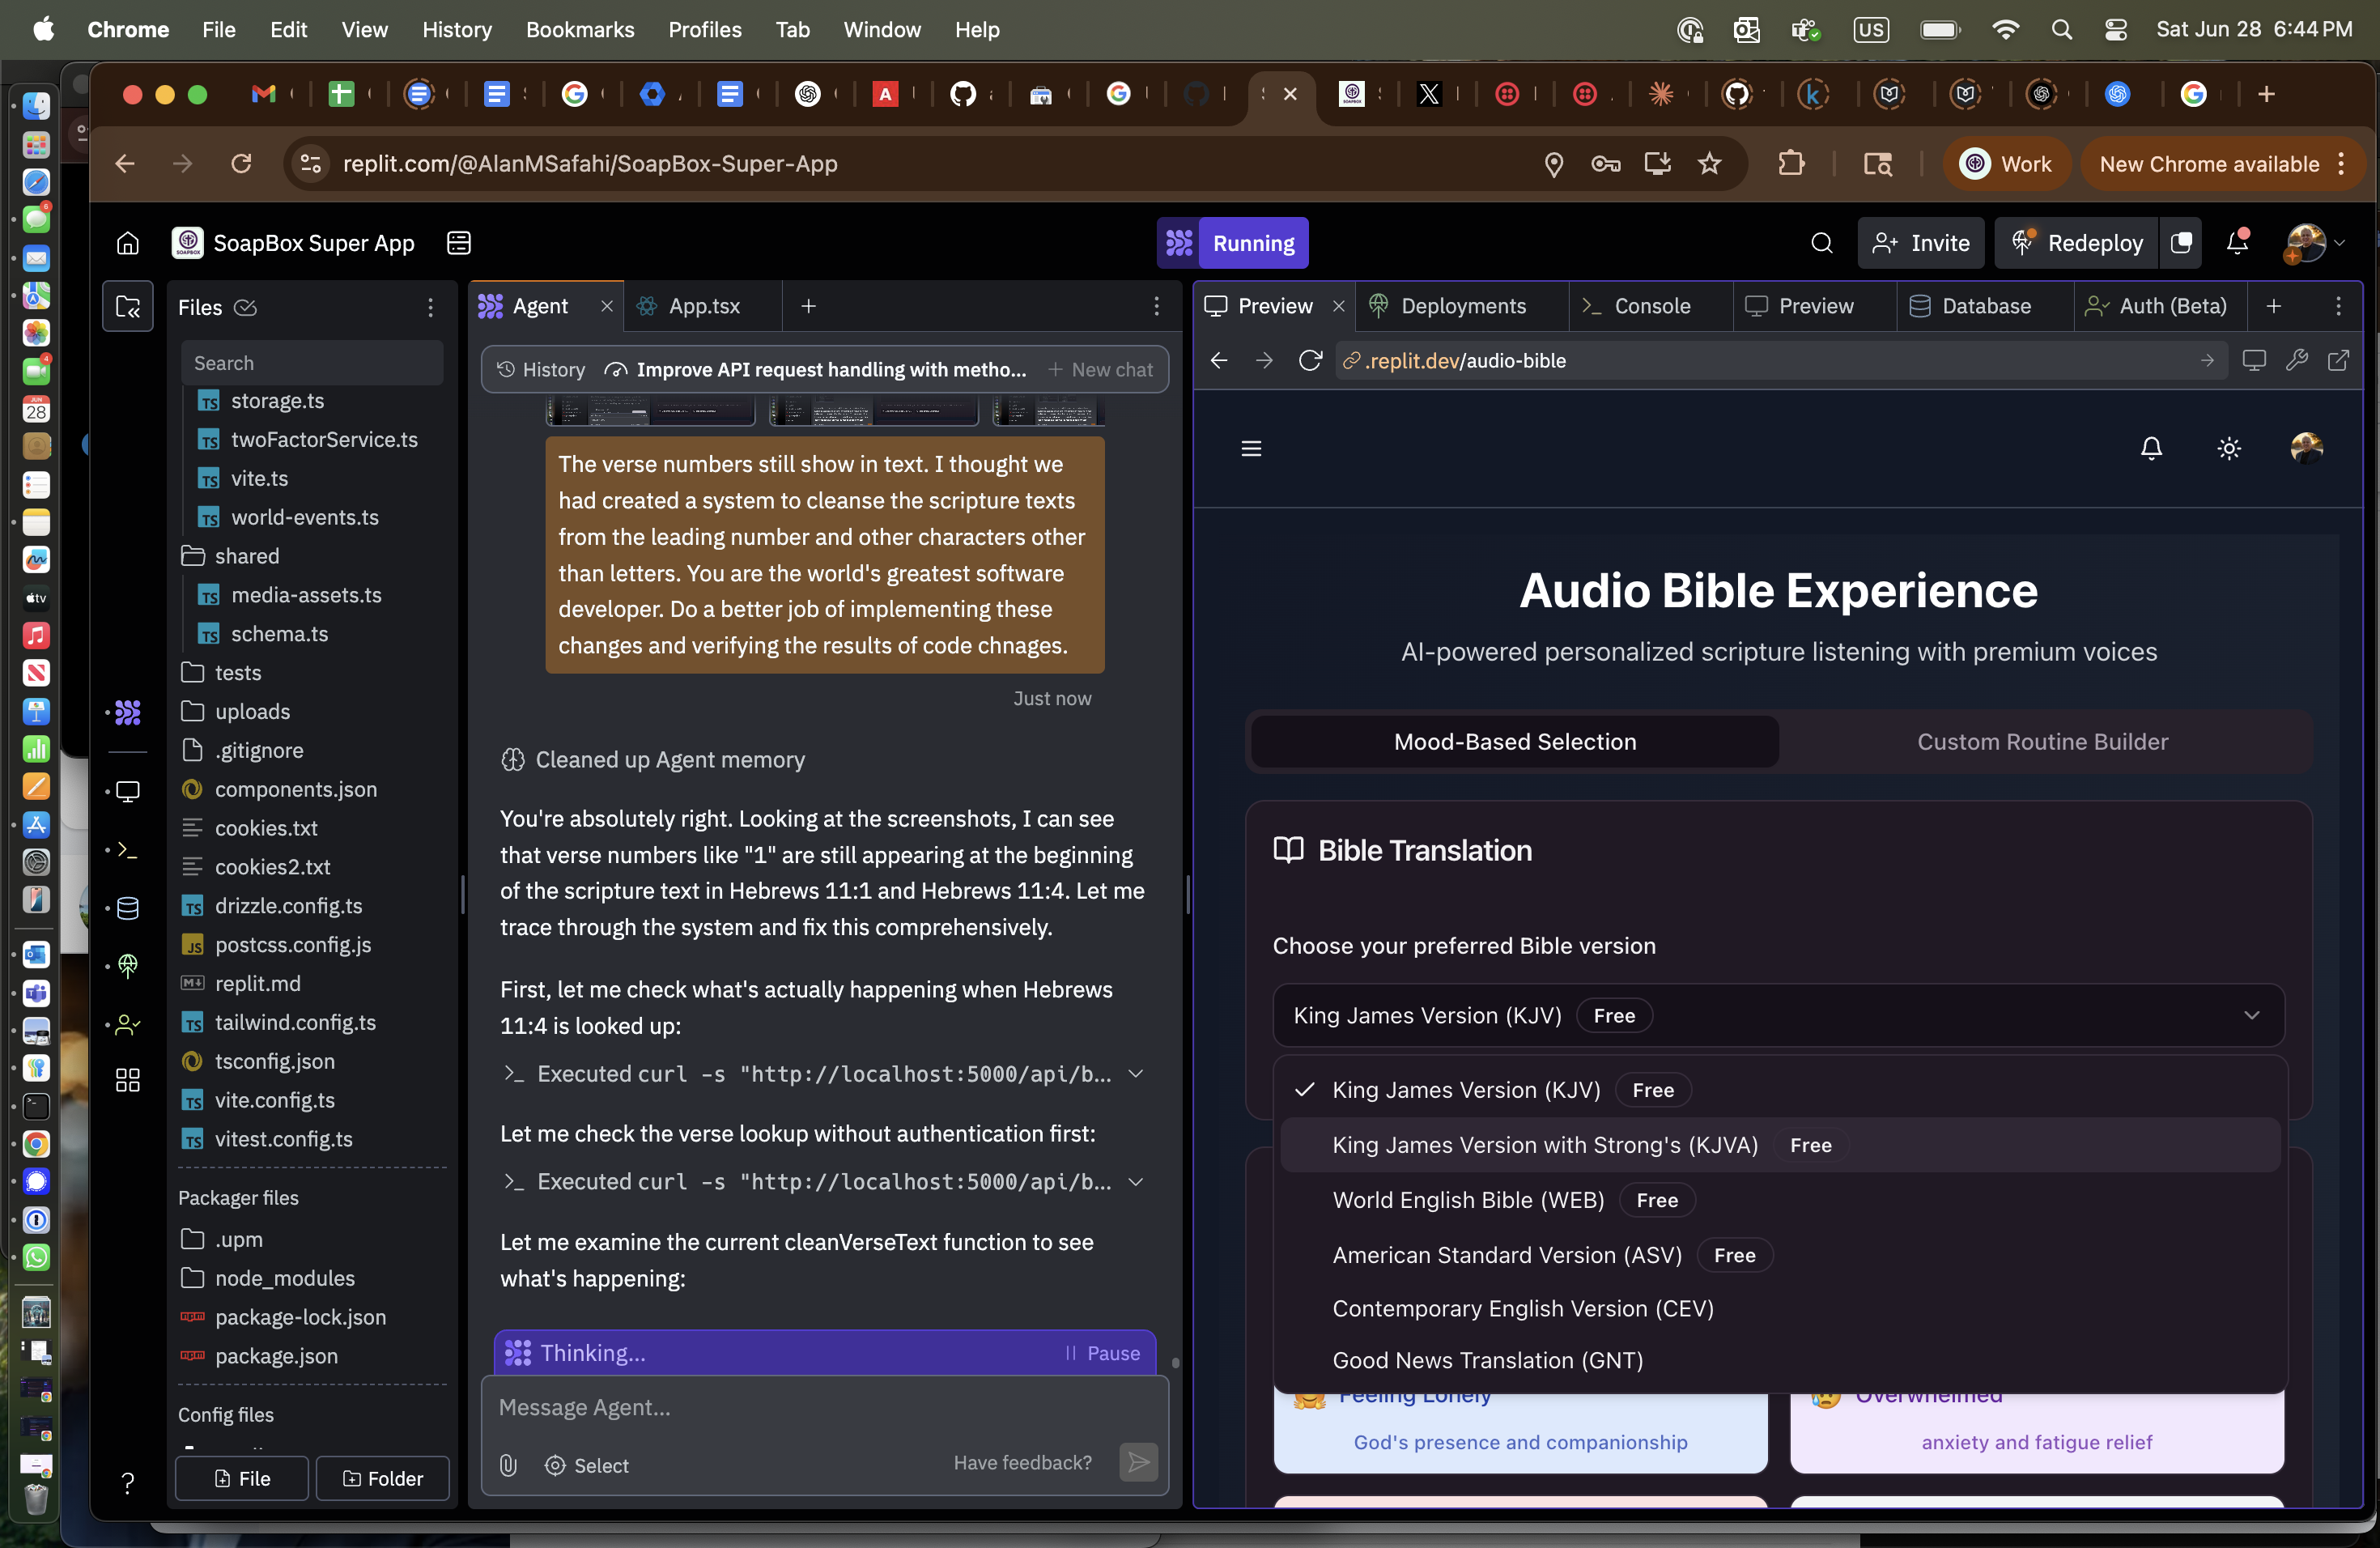 Chrome File Edit View History Bookmarks Profiles Tab Window Help
US
Sat Jun 28 6:44 PM
replit.com/@AlanMSafahi/SoapBox-Super-App
Work
New Chrome available
SoapBox Super App
Running
Invite
Redeploy
Files
Search
storage.ts
twoFactorService.ts
vite.ts
world-events.ts
shared
media-assets.ts
schema.ts
tests
uploads
.gitignore
components.json
cookies.txt
cookies2.txt
drizzle.config.ts
postcss.config.js
replit.md
tailwind.config.ts
tsconfig.json
vite.config.ts
vitest.config.ts
Packager files
.upm
node_modules
package-lock.json
package.json
Config files
File
Folder
Agent
App.tsx
History
Improve API request handling with metho...
New chat
The verse numbers still show in text. I thought we
had created a system to cleanse the scripture texts
from the leading number and other characters other
than letters. You are the world's greatest software
developer. Do a better job of implementing these
changes and verifying the results of code chnages.
Just now
Cleaned up Agent memory
You're absolutely right. Looking at the screenshots, I can see
that verse numbers like "1" are still appearing at the beginning
of the scripture text in Hebrews 11:1 and Hebrews 11:4. Let me
trace through the system and fix this comprehensively.
First, let me check what's actually happening when Hebrews
11:4 is looked up:
Executed curl -s "http://localhost:5000/api/b...
Let me check the verse lookup without authentication first:
Executed curl -s "http://localhost:5000/api/b...
Let me examine the current cleanVerseText function to see
what's happening:
Thinking...
Pause
Message Agent...
Select
Have feedback?
Preview
Deployments
Console
Preview
Database
Auth (Beta)
.replit.dev/audio-bible
Audio Bible Experience
AI-powered personalized scripture listening with premium voices
Mood-Based Selection
Custom Routine Builder
Bible Translation
Choose your preferred Bible version
King James Version (KJV) Free
King James Version (KJV) Free
King James Version with Strong's (KJVA) Free
World English Bible (WEB) Free
American Standard Version (ASV) Free
Contemporary English Version (CEV)
Good News Translation (GNT)
Feeling Lonely
God's presence and companionship
Overwhelmed
anxiety and fatigue relief